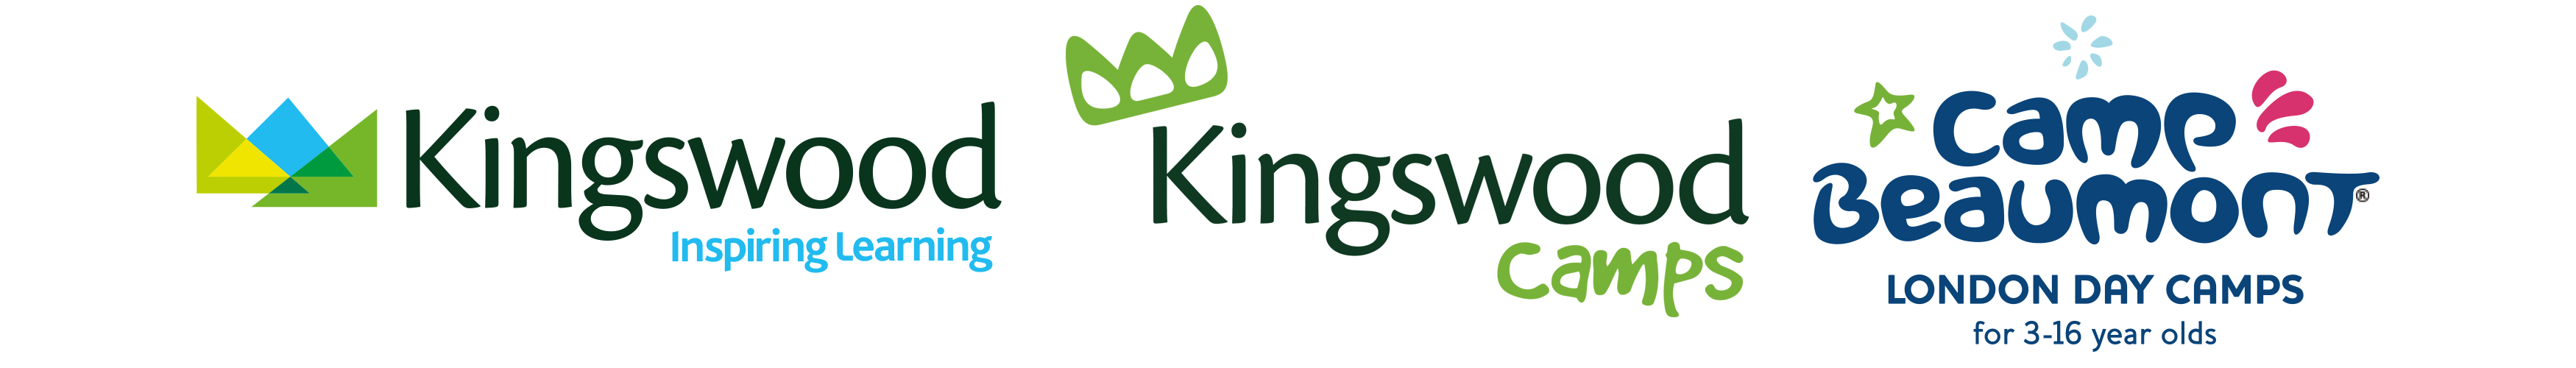 Kingswood
Inspiring Learning
Kingswood
Camps
Camp
Beaumont®
LONDON DAY CAMPS
for 3-16 year olds